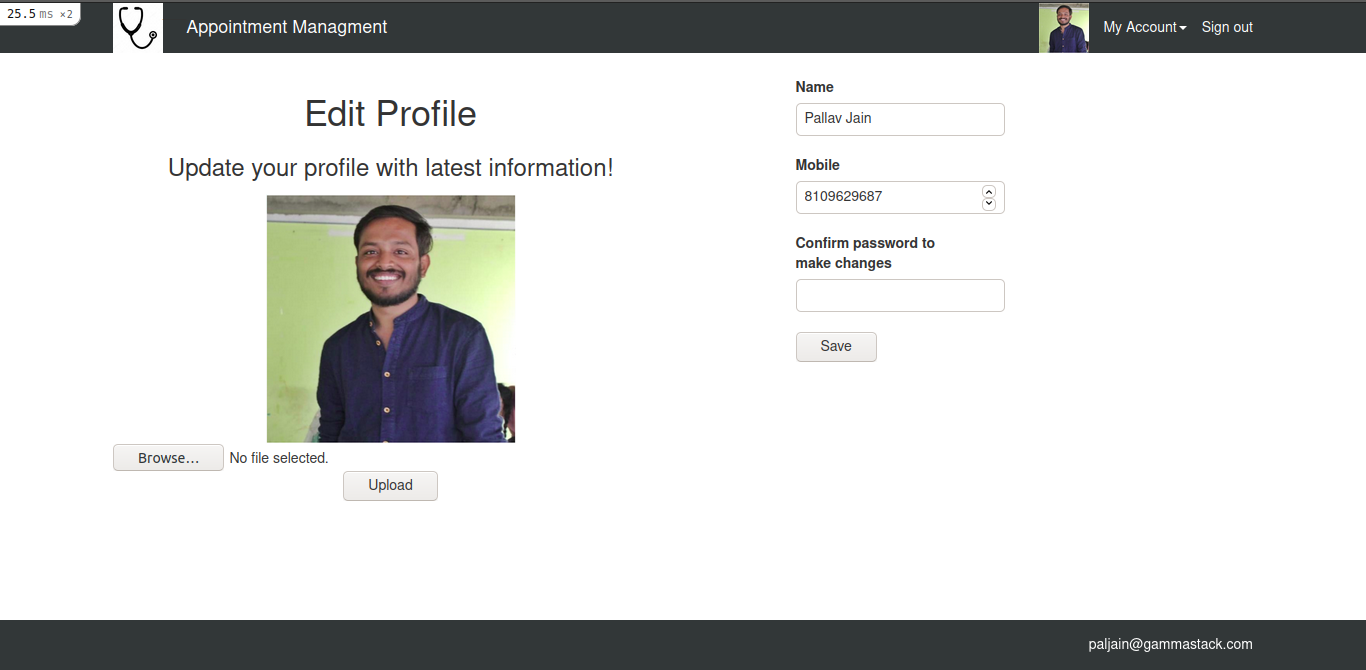 25.5 ms ×2
Appointment Managment
My Account
Sign out
Edit Profile
Update your profile with latest information!
Browse...
No file selected.
Upload
Name
Pallav Jain
Mobile
8109629687
Confirm password to
make changes
Save
paljain@gammastack.com